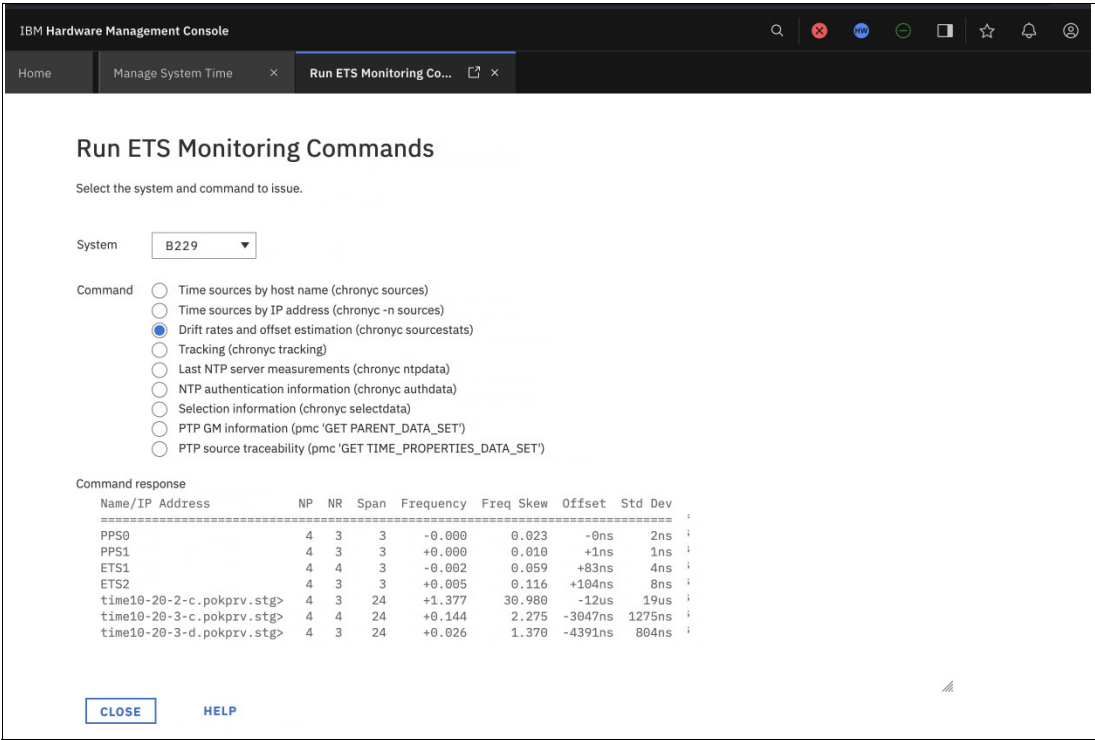 IBM Hardware Management Console
HW
Home
Manage System Time ×
Run ETS Monitoring Co... ×
Run ETS Monitoring Commands
Select the system and command to issue.
System B229
Command
Time sources by host name (chronyc sources)
Time sources by IP address (chronyc -n sources)
Drift rates and offset estimation (chronyc sourcestats)
Tracking (chronyc tracking)
Last NTP server measurements (chronyc ntpdata)
NTP authentication information (chronyc authdata)
Selection information (chronyc selectdata)
PTP GM information (pmc 'GET PARENT_DATA_SET')
PTP source traceability (pmc 'GET TIME_PROPERTIES_DATA_SET')
Command response
Name/IP Address NP NR Span Frequency Freq Skew Offset Std Dev
==============================================================================
PPS0 4 3 3 -0.000 0.023 -0ns 2ns
PPS1 4 3 3 +0.000 0.010 +1ns 1ns
ETS1 4 4 3 -0.002 0.059 +83ns 4ns
ETS2 4 3 3 +0.005 0.116 +104ns 8ns
time10-20-2-c.pokprv.stg> 4 3 24 +1.377 30.980 -12us 19us
time10-20-3-c.pokprv.stg> 4 4 24 +0.144 2.275 -3047ns 1275ns
time10-20-3-d.pokprv.stg> 4 3 24 +0.026 1.370 -4391ns 804ns
CLOSE HELP